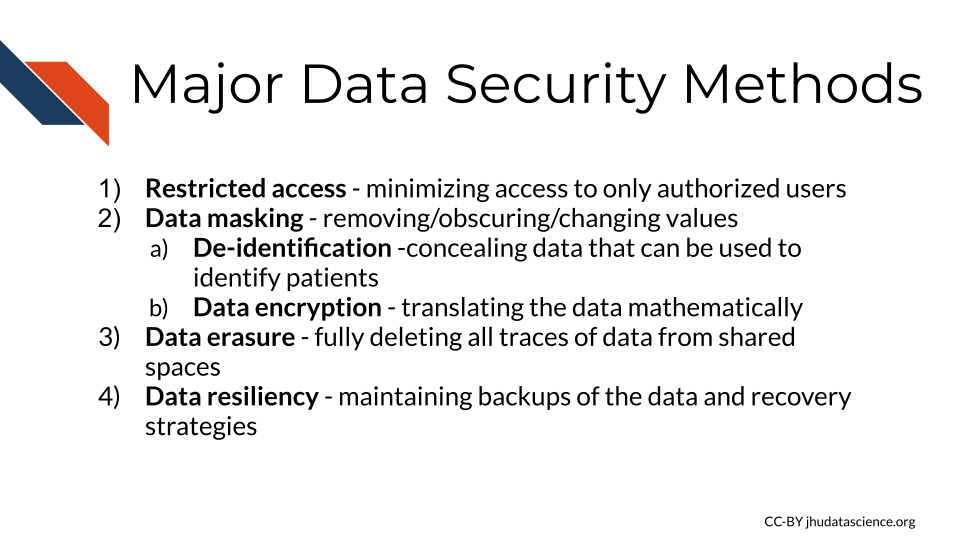 Major Data Security Methods
1) Restricted access - minimizing access to only authorized users
2) Data masking - removing/obscuring/changing values
a) De-identification -concealing data that can be used to
identify patients
b) Data encryption - translating the data mathematically
3) Data erasure - fully deleting all traces of data from shared
spaces
4) Data resiliency - maintaining backups of the data and recovery
strategies
CC-BY jhudatascience.org